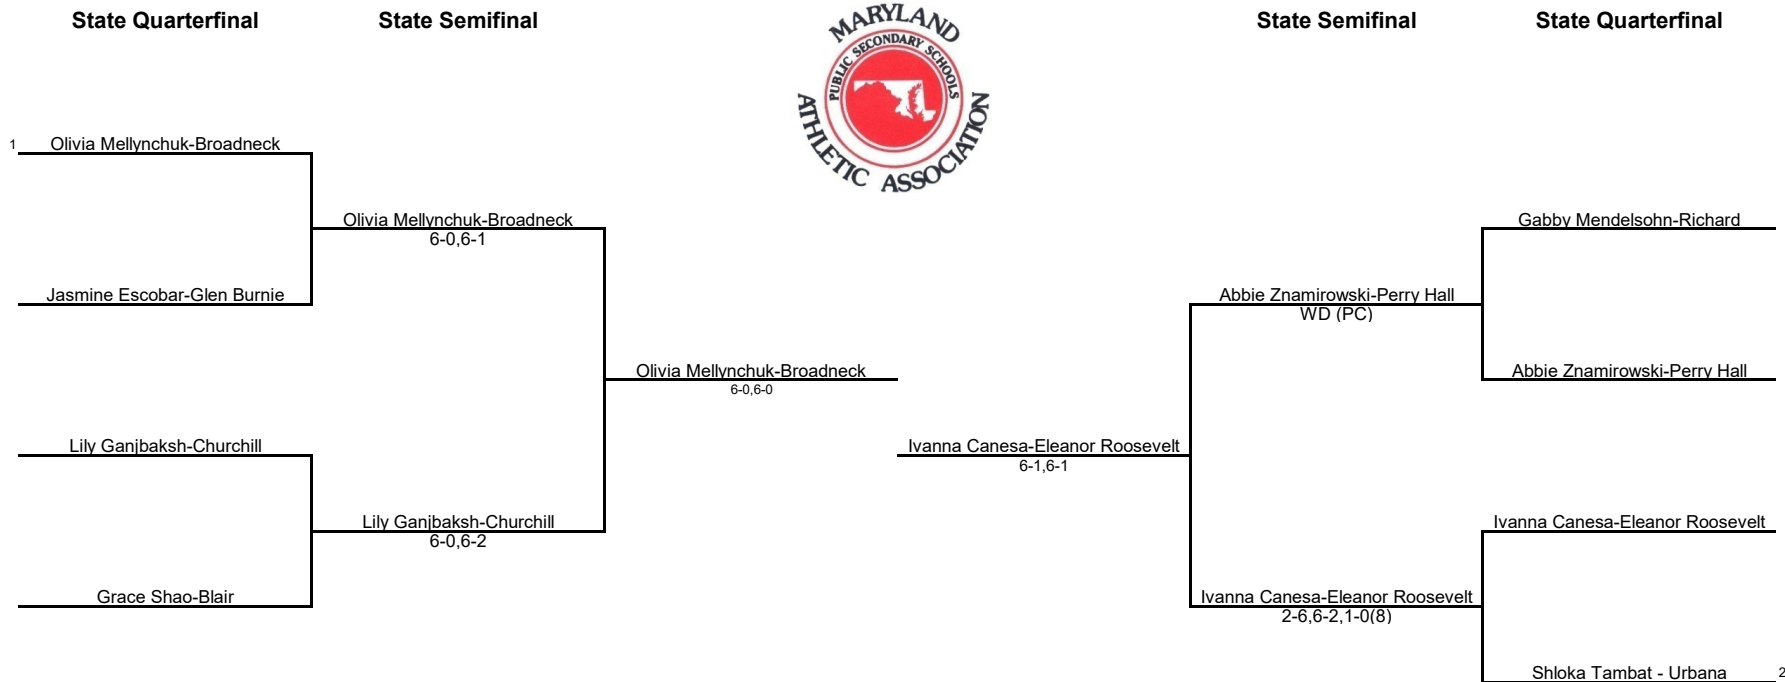 State Quarterfinal
State Semifinal
MARYLAND
PUBLIC SECONDARY SCHOOLS
ATHLETIC ASSOCIATION
State Semifinal
State Quarterfinal
1
Olivia Mellynchuk-Broadneck
Olivia Mellynchuk-Broadneck
6-0,6-1
Jasmine Escobar-Glen Burnie
Olivia Mellynchuk-Broadneck
6-0,6-0
Lily Ganjbaksh-Churchill
Lily Ganjbaksh-Churchill
6-0,6-2
Grace Shao-Blair
Gabby Mendelsohn-Richard
Abbie Znamirowski-Perry Hall
WD (PC)
Abbie Znamirowski-Perry Hall
Ivanna Canesa-Eleanor Roosevelt
6-1,6-1
Ivanna Canesa-Eleanor Roosevelt
Ivanna Canesa-Eleanor Roosevelt
2-6,6-2,1-0(8)
Shloka Tambat - Urbana
2